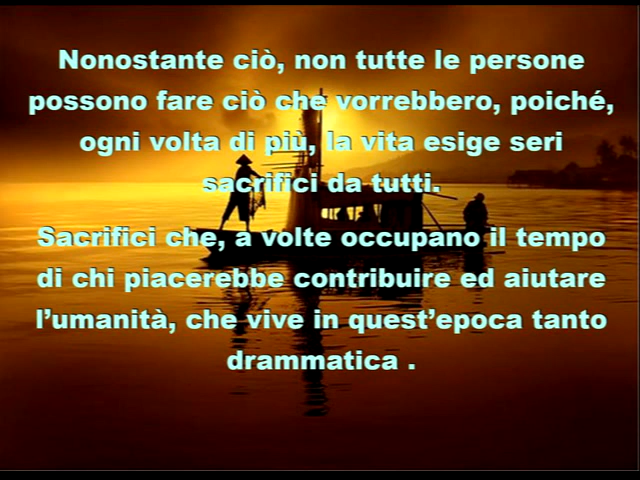 Nonostante ciò, non tutte le persone
possono fare ciò che vorrebbero, poiché,
ogni volta di più, la vita esige seri
sacrifici da tutti.
Sacrifici che, a volte occupano il tempo
di chi piacerebbe contribuire ed aiutare
l’umanità, che vive in quest’epoca tanto
drammatica .